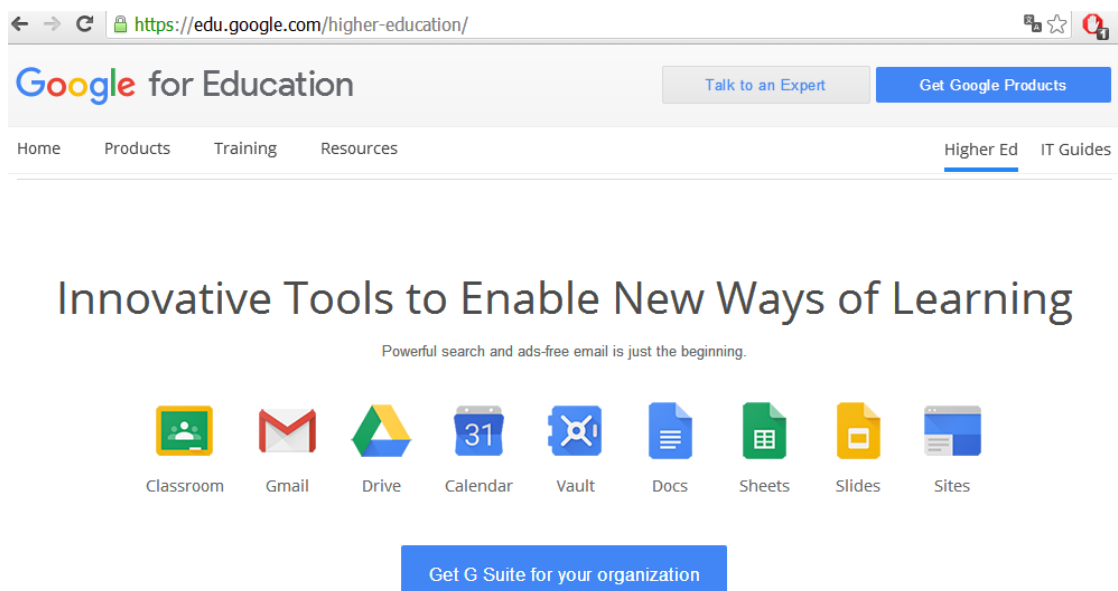 https://edu.google.com/higher-education/
1
Google for Education
Talk to an Expert
Get Google Products
Home Products Training Resources Higher Ed IT Guides
Innovative Tools to Enable New Ways of Learning
Powerful search and ads-free email is just the beginning.
31
Classroom Gmail Drive Calendar Vault Docs Sheets Slides Sites
Get G Suite for your organization